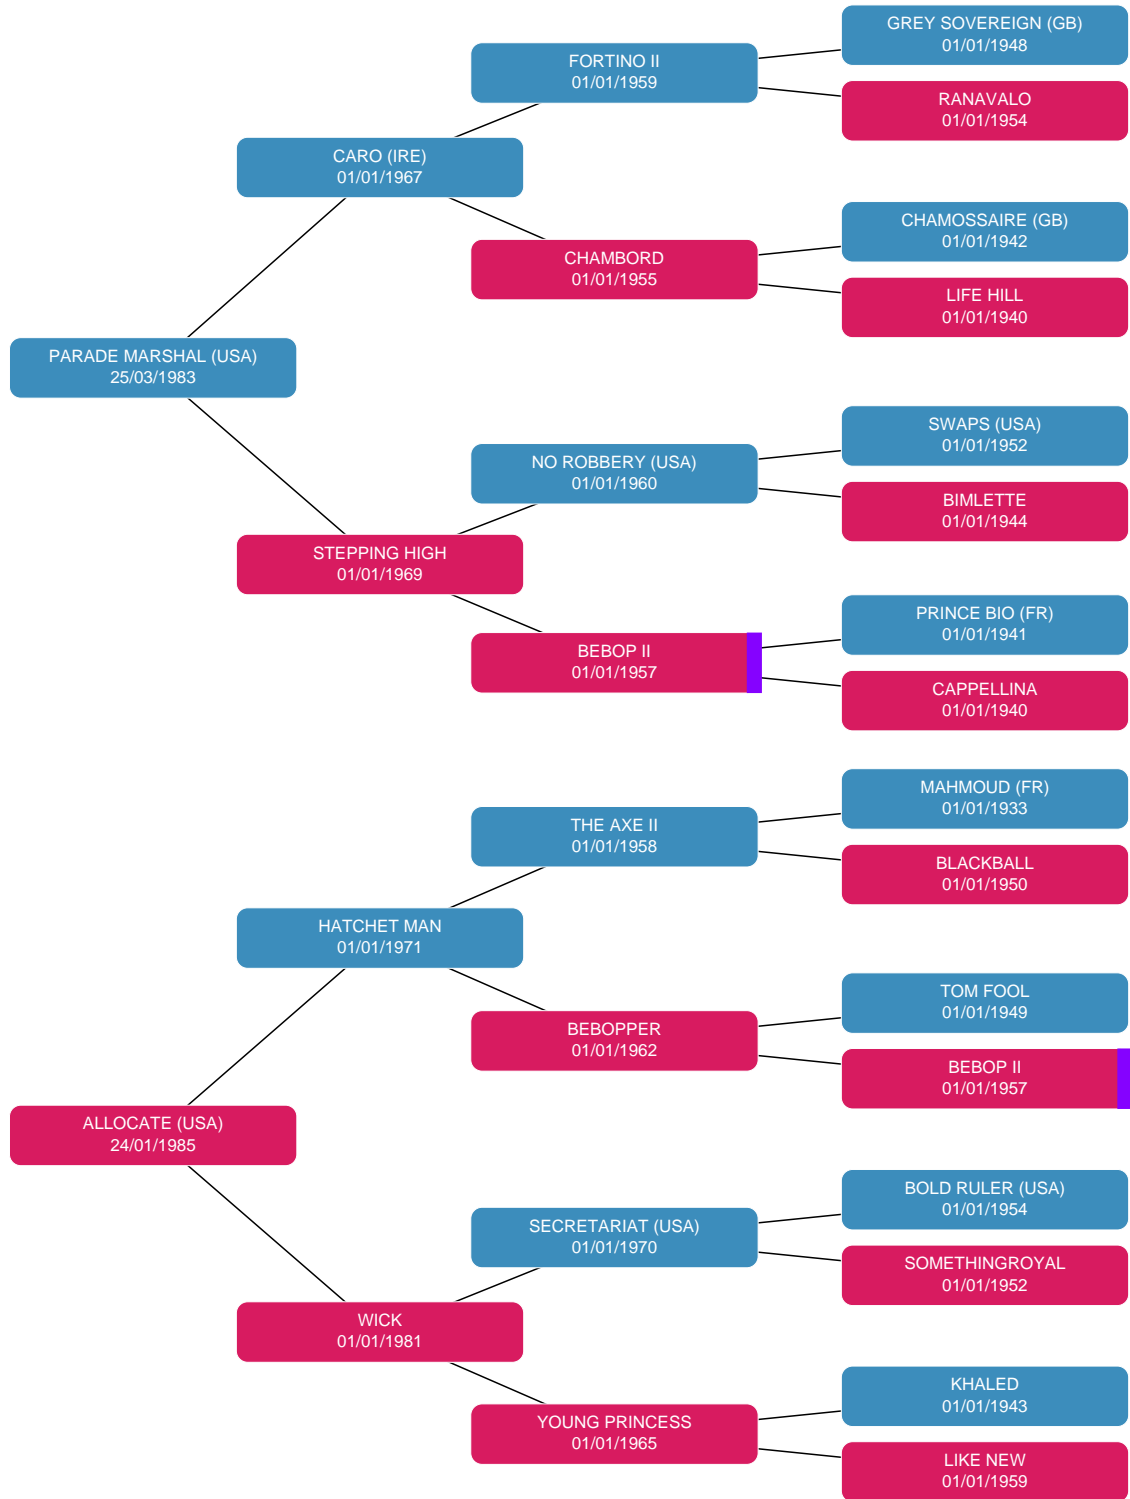 GREY SOVEREIGN (GB)
01/01/1948
FORTINO II
01/01/1959
RANAVALO
01/01/1954
CARO (IRE)
01/01/1967
CHAMOSSAIRE (GB)
01/01/1942
CHAMBORD
01/01/1955
LIFE HILL
01/01/1940
PARADE MARSHAL (USA)
25/03/1983
SWAPS (USA)
01/01/1952
NO ROBBERY (USA)
01/01/1960
BIMLETTE
01/01/1944
STEPPING HIGH
01/01/1969
PRINCE BIO (FR)
01/01/1941
BEBOP II
01/01/1957
CAPPELLINA
01/01/1940
MAHMOUD (FR)
01/01/1933
THE AXE II
01/01/1958
BLACKBALL
01/01/1950
HATCHET MAN
01/01/1971
TOM FOOL
01/01/1949
BEBOPPER
01/01/1962
BEBOP II
01/01/1957
ALLOCATE (USA)
24/01/1985
BOLD RULER (USA)
01/01/1954
SECRETARIAT (USA)
01/01/1970
SOMETHINGROYAL
01/01/1952
WICK
01/01/1981
KHALED
01/01/1943
YOUNG PRINCESS
01/01/1965
LIKE NEW
01/01/1959